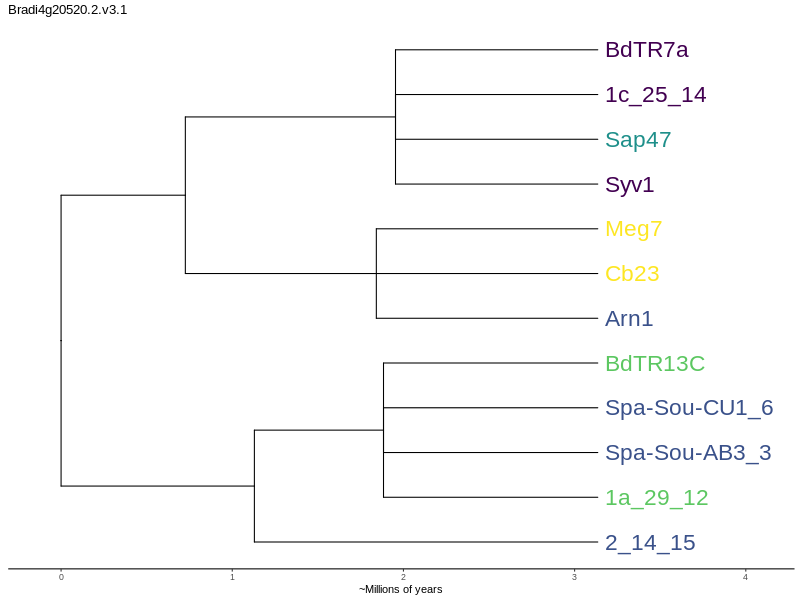 Bradi4g20520.2.v3.1
BdTR7a
1c_25_14
Sap47
Syv1
Meg7
Cb23
Arn1
BdTR13C
Spa-Sou-CU1_6
Spa-Sou-AB3_3
1a_29_12
2_14_15
0 1 2 3 4
~Millions of years